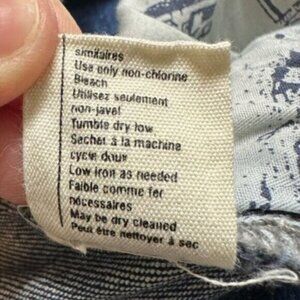 similaires
Use only non-chlorine
Bleach
Utilisez seulement
non-javel
Tumble dry low
Sachet à la machine
cycle doux
Low iron as needed
Faible comme fer
nécessaires
May be dry cleaned
Peut être nettoyer à sec